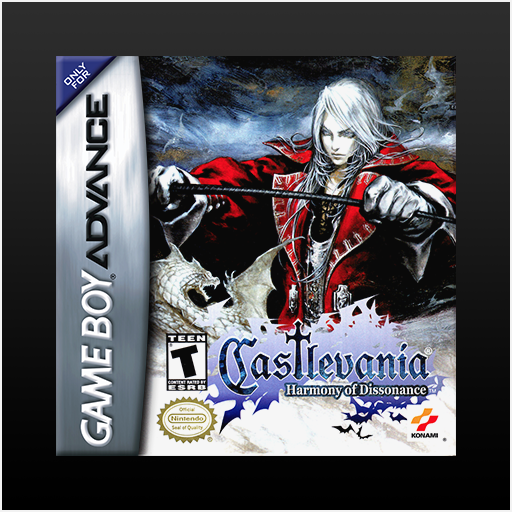 ONLY
FOR
GAME BOY ADVANCE
TEEN
T
CONTENT RATED BY
ESRB
Castlevania®
Harmony of Dissonance™
Official
Nintendo
Seal of Quality
KONAMI
®